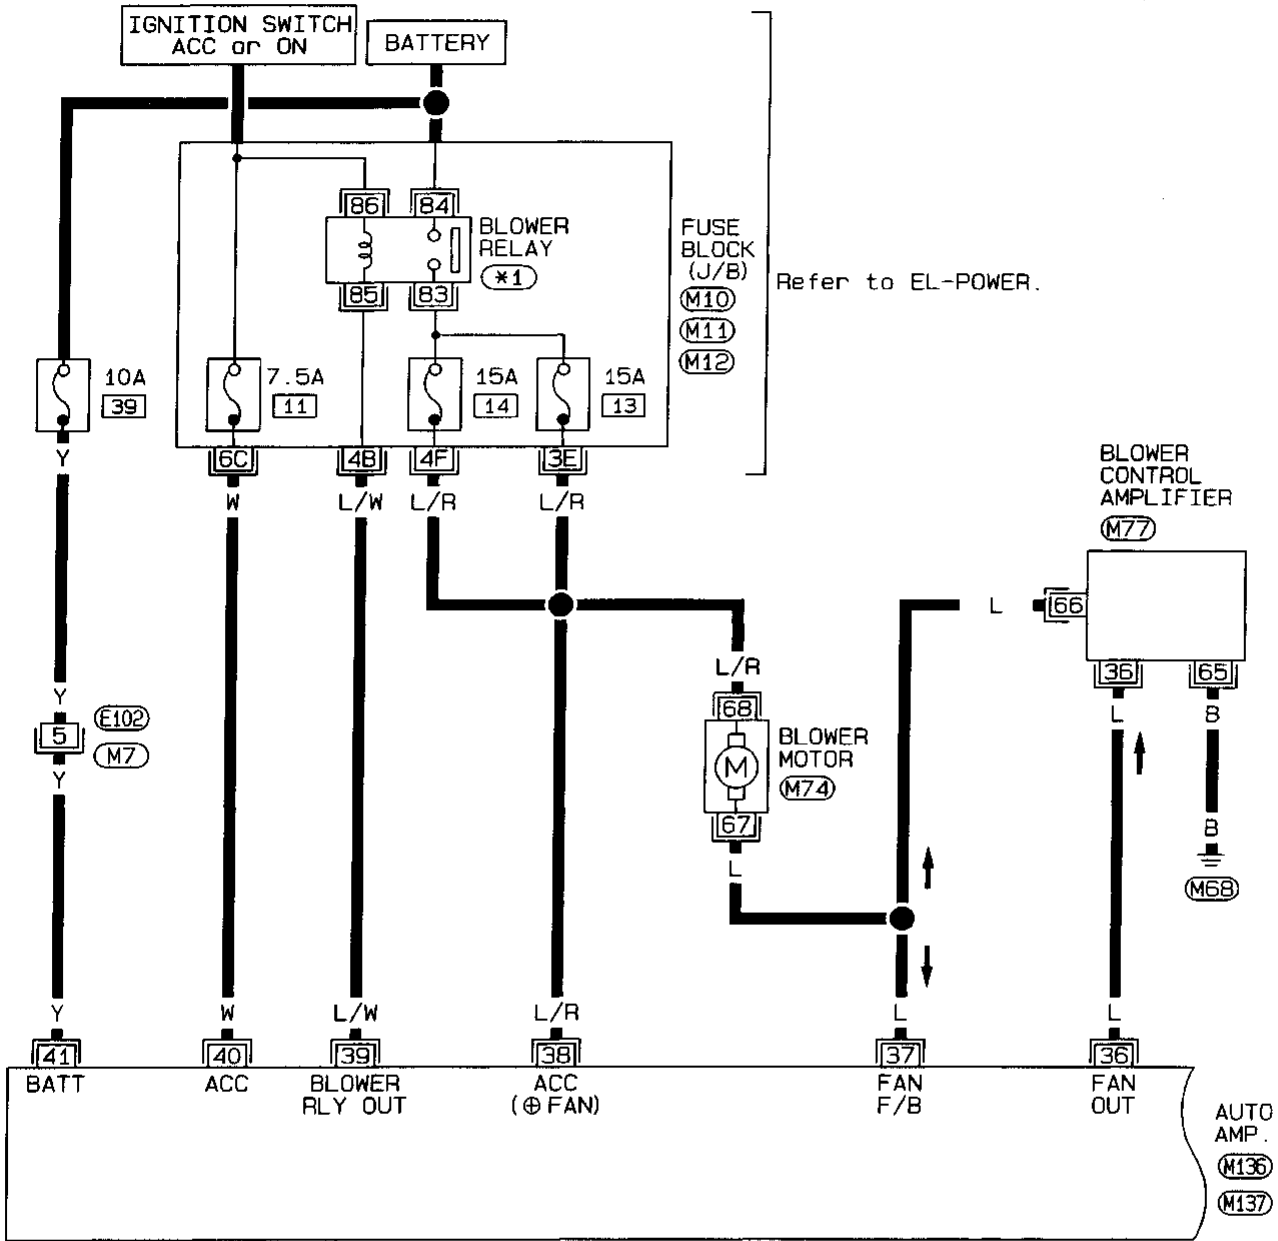 IGNITION SWITCH
ACC or ON
BATTERY
86
84
BLOWER
RELAY
*1
85
83
FUSE
BLOCK
(J/B)
M10
M11
M12
Refer to EL-POWER.
10A
39
7.5A
11
15A
14
15A
13
6C
4B
4F
3E
Y
W
L/W
L/R
L/R
BLOWER
CONTROL
AMPLIFIER
M77
L
66
36
65
L
B
L/R
68
BLOWER
MOTOR
M74
M
67
L
Y
5
E102
M7
Y
B
M68
Y
W
L/W
L/R
L
L
41
40
39
38
37
36
BATT
ACC
BLOWER
RLY OUT
ACC
(⊕FAN)
FAN
F/B
FAN
OUT
AUTO
AMP.
M136
M137